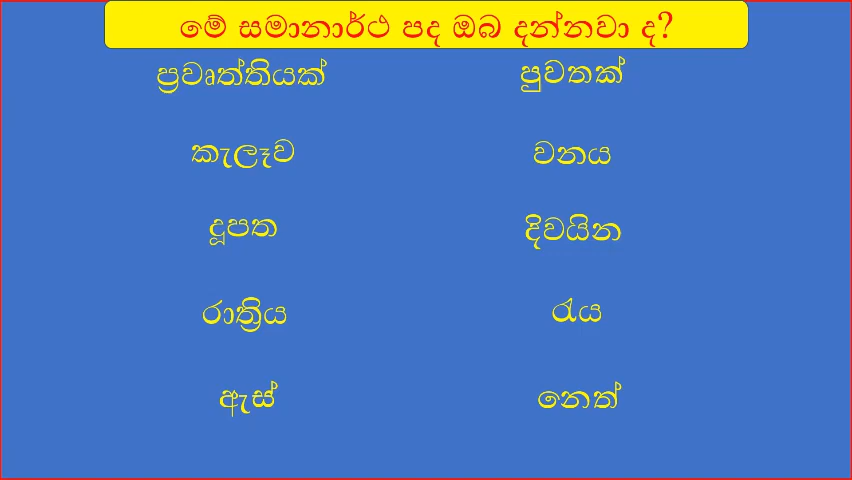 මේ සමානාර්ථ පද ඔබ දන්නවා ද?
ප්‍රවෘත්තියක් පුවතක්
කැලෑව වනය
දූපත දිවයින
රාත්‍රිය රැය
ඇස් නෙත්